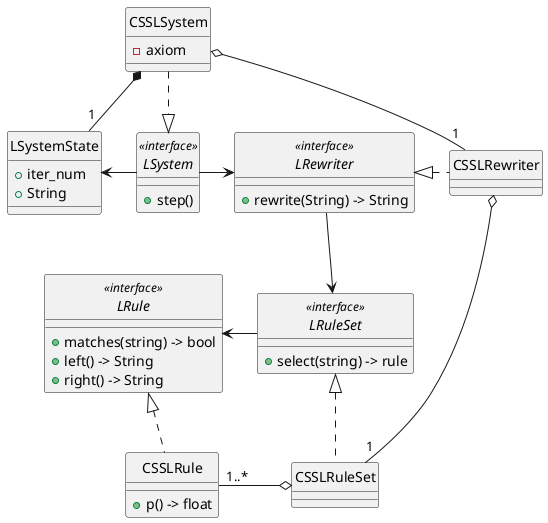 CSSLSystem
axiom
1
1
LSystemState
iter_num
String
«interface»
LSystem
step()
«interface»
LRewriter
rewrite(String) -> String
CSSLRewriter
«interface»
LRule
matches(string) -> bool
left() -> String
right() -> String
«interface»
LRuleSet
select(string) -> rule
1
CSSLRule
p() -> float
1..*
CSSLRuleSet